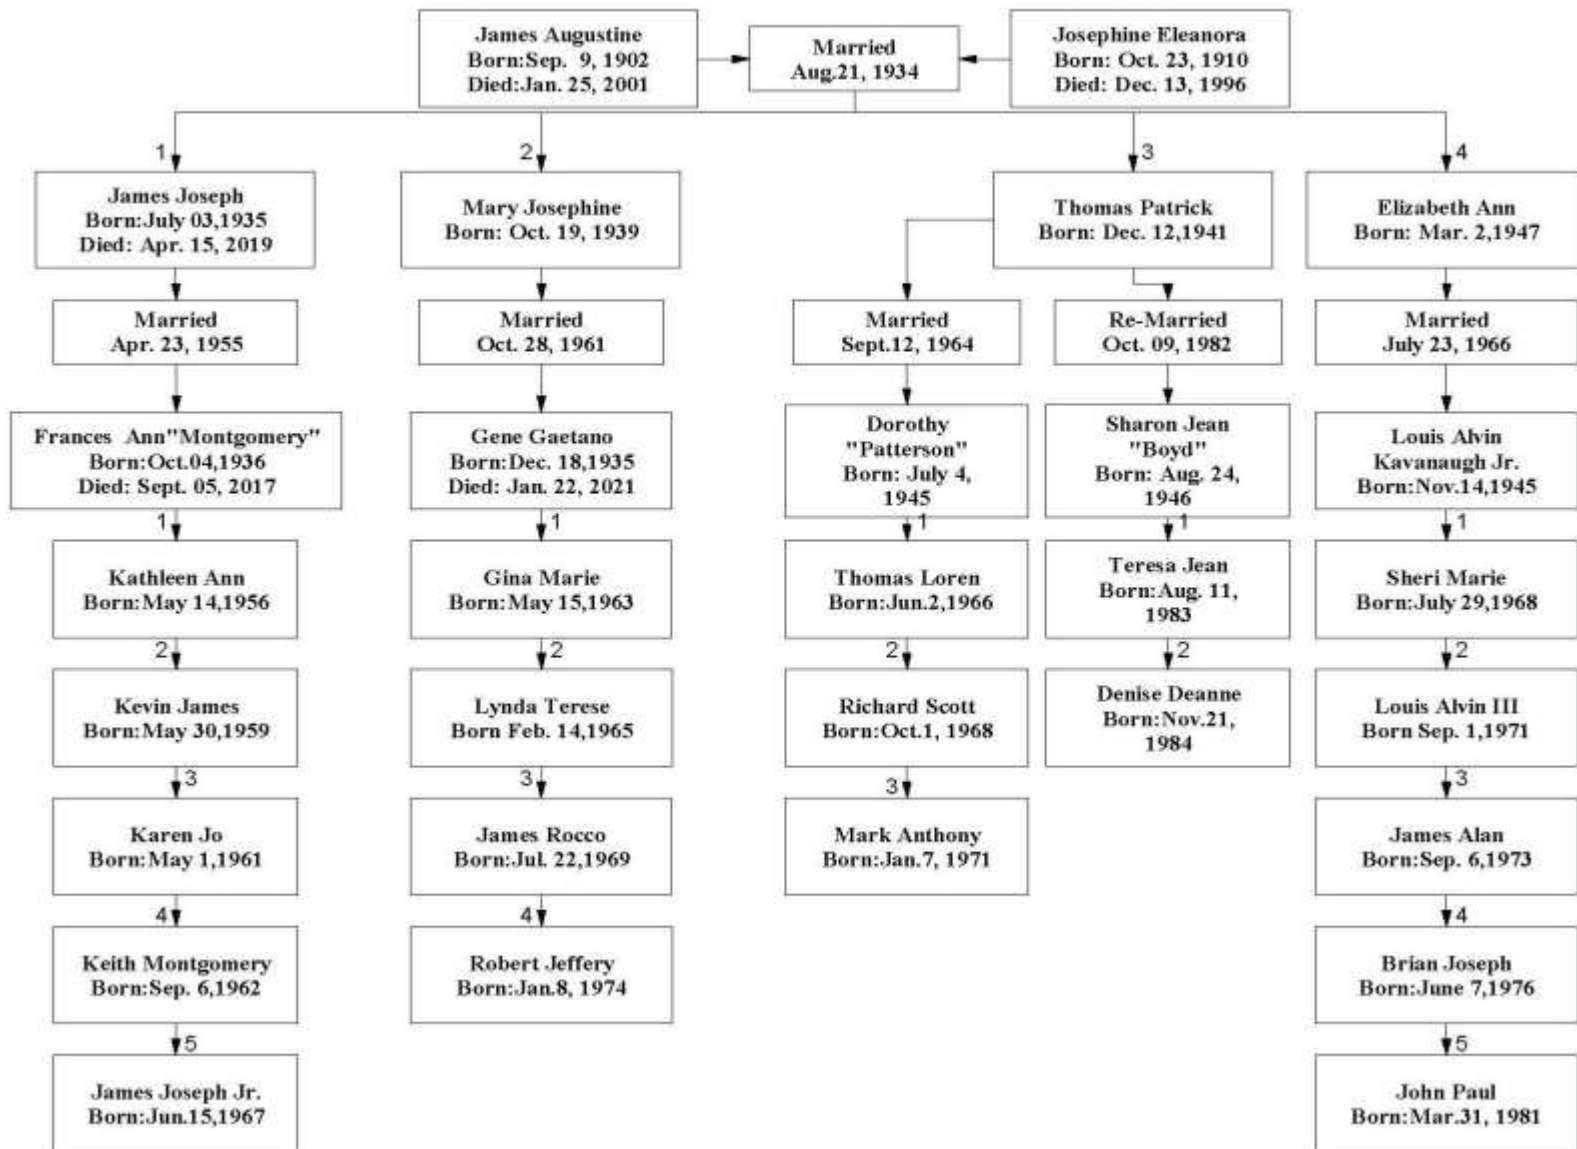 James Augustine
Born:Sep. 9, 1902
Died:Jan. 25, 2001
Married
Aug.21, 1934
Josephine Eleanora
Born: Oct. 23, 1910
Died: Dec. 13, 1996
1
2
3
4
James Joseph
Born:July 03,1935
Died: Apr. 15, 2019
Mary Josephine
Born: Oct. 19, 1939
Thomas Patrick
Born: Dec. 12,1941
Elizabeth Ann
Born: Mar. 2,1947
Married
Apr. 23, 1955
Married
Oct. 28, 1961
Married
Sept.12, 1964
Re-Married
Oct. 09, 1982
Married
July 23, 1966
Frances Ann"Montgomery"
Born:Oct.04,1936
Died: Sept. 05, 2017
Gene Gaetano
Born:Dec. 18,1935
Died: Jan. 22, 2021
Dorothy
"Patterson"
Born: July 4,
1945
Sharon Jean
"Boyd"
Born: Aug. 24,
1946
Louis Alvin
Kavanaugh Jr.
Born:Nov.14,1945
1
1
1
1
1
Kathleen Ann
Born:May 14,1956
Gina Marie
Born:May 15,1963
Thomas Loren
Born:Jun.2,1966
Teresa Jean
Born:Aug. 11,
1983
Sheri Marie
Born:July 29,1968
2
2
2
2
2
Kevin James
Born:May 30,1959
Lynda Terese
Born Feb. 14,1965
Richard Scott
Born:Oct.1, 1968
Denise Deanne
Born:Nov.21,
1984
Louis Alvin III
Born Sep. 1,1971
3
3
3
3
Karen Jo
Born:May 1,1961
James Rocco
Born:Jul. 22,1969
Mark Anthony
Born:Jan.7, 1971
James Alan
Born:Sep. 6,1973
4
4
4
Keith Montgomery
Born:Sep. 6,1962
Robert Jeffery
Born:Jan.8, 1974
Brian Joseph
Born:June 7,1976
5
5
James Joseph Jr.
Born:Jun.15,1967
John Paul
Born:Mar.31, 1981